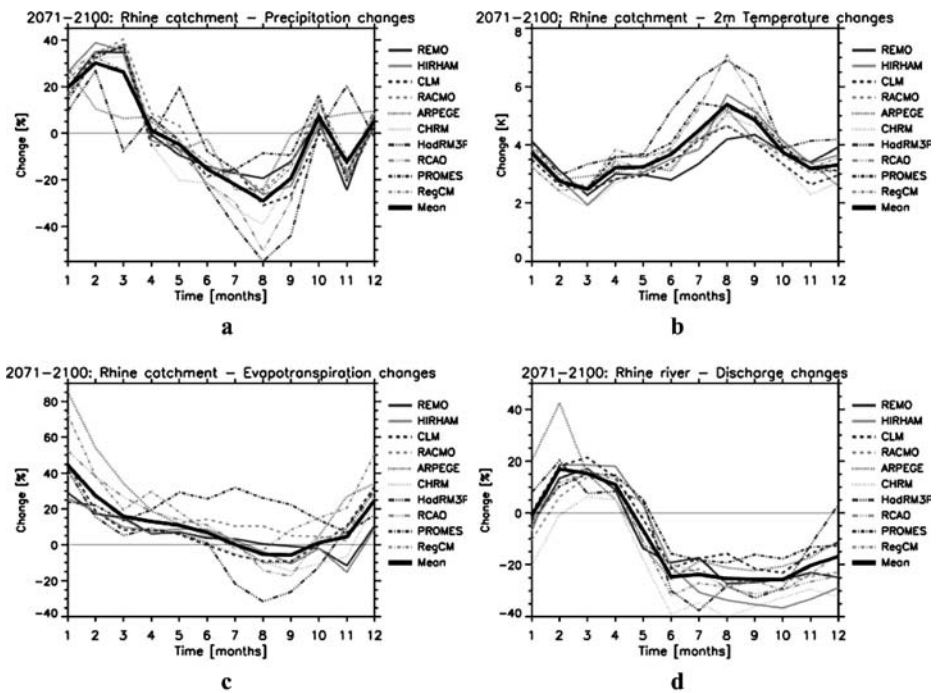 2071-2100: Rhine catchment - Precipitation changes
Change [%]
40
20
0
-20
-40
1 2 3 4 5 6 7 8 9 10 11 12
Time [months]
REMO
HIRHAM
CLM
RACMO
ARPEGE
CHRM
HadRM3P
RCAO
PROMES
RegCM
Mean
a
2071-2100: Rhine catchment - 2m Temperature changes
Change [K]
8
6
4
2
0
1 2 3 4 5 6 7 8 9 10 11 12
Time [months]
REMO
HIRHAM
CLM
RACMO
ARPEGE
CHRM
HadRM3P
RCAO
PROMES
RegCM
Mean
b
2071-2100: Rhine catchment - Evapotranspiration changes
Change [%]
80
60
40
20
0
-20
-40
1 2 3 4 5 6 7 8 9 10 11 12
Time [months]
REMO
HIRHAM
CLM
RACMO
ARPEGE
CHRM
HadRM3P
RCAO
PROMES
RegCM
Mean
c
2071-2100: Rhine river - Discharge changes
Change [%]
40
20
0
-20
-40
1 2 3 4 5 6 7 8 9 10 11 12
Time [months]
REMO
HIRHAM
CLM
RACMO
ARPEGE
CHRM
HadRM3P
RCAO
PROMES
RegCM
Mean
d